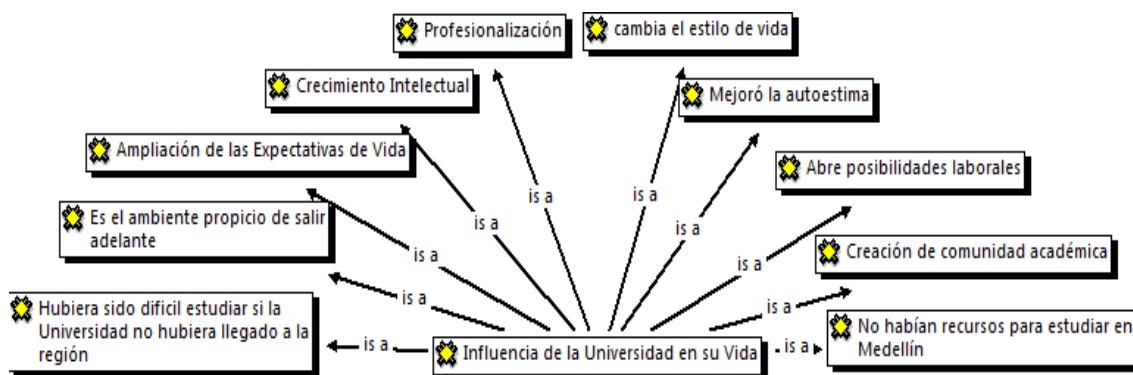 Profesionalización
cambia el estilo de vida
Crecimiento Intelectual
Mejoró la autoestima
Ampliación de las Expectativas de Vida
Abre posibilidades laborales
Es el ambiente propicio de salir
adelante
Creación de comunidad académica
Hubiera sido dificil estudiar si la
Universidad no hubiera llegado a la
región
No habían recursos para estudiar en
Medellín
Influencia de la Universidad en su Vida
is a
is a
is a
is a
is a
is a
is a
is a
is a
is a